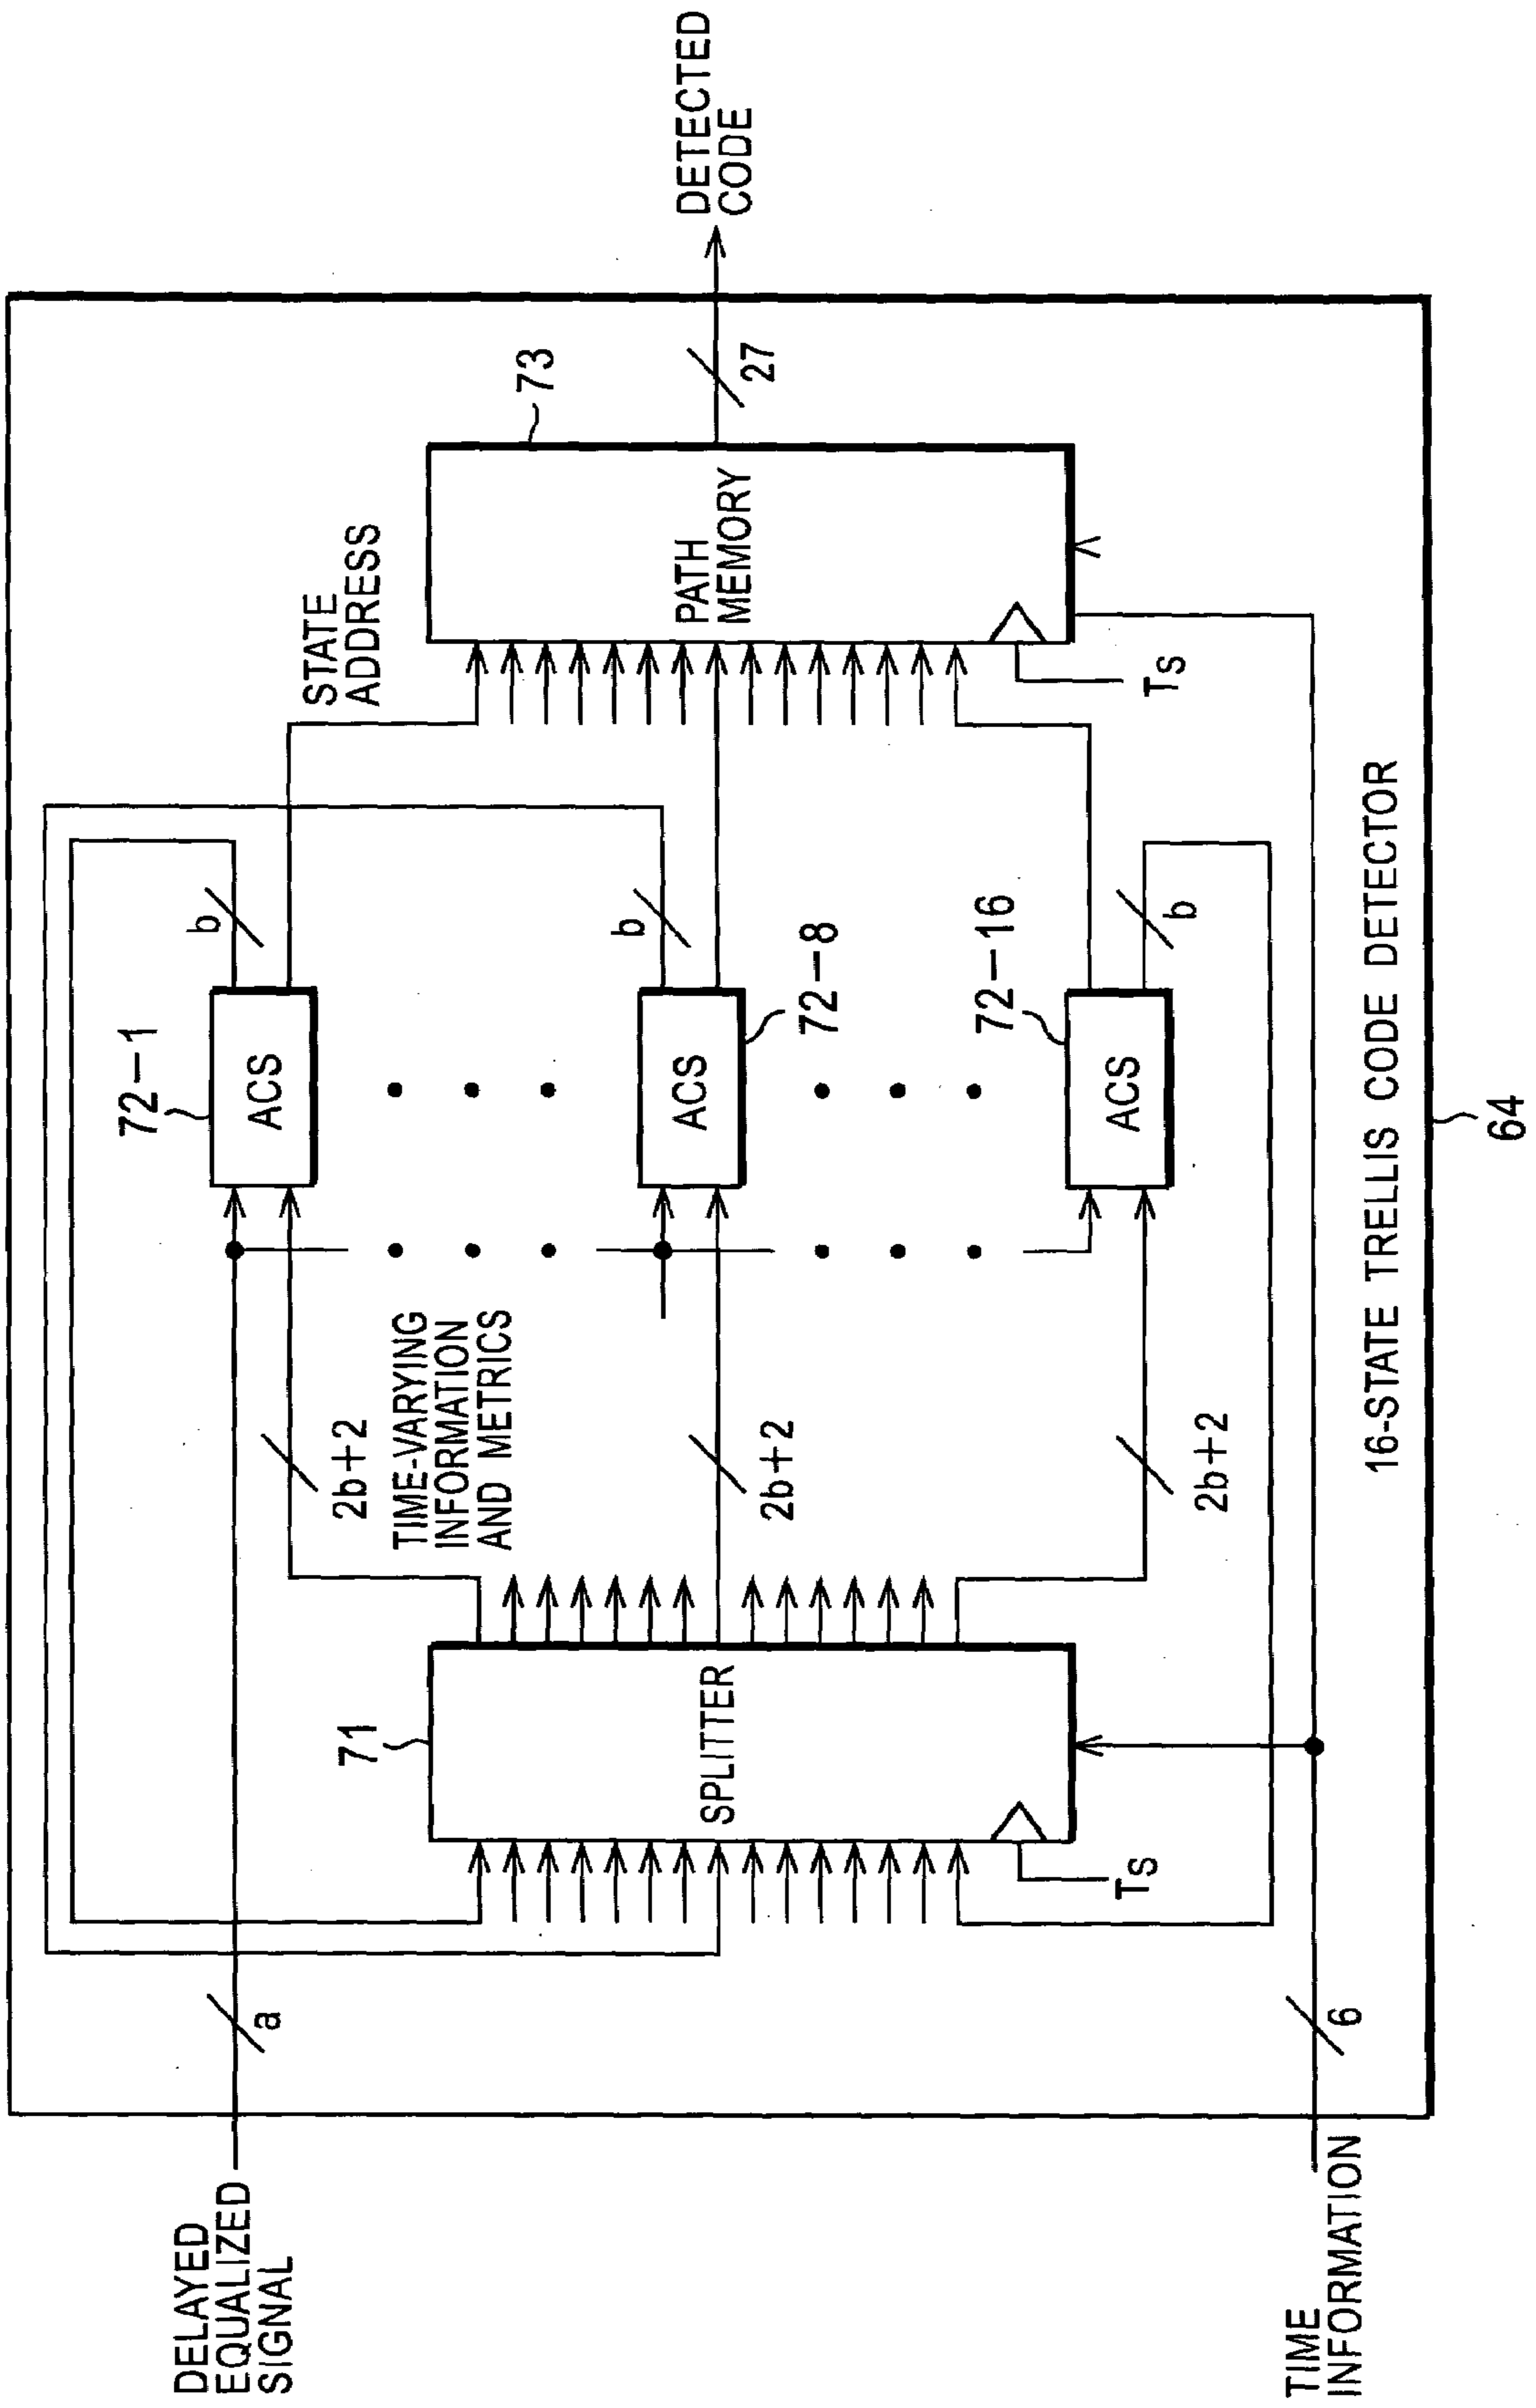 DELAYED
EQUALIZED
SIGNAL
a
TIME
INFORMATION
6
71
SPLITTER
Ts
2b+2
TIME-VARYING
INFORMATION
AND METRICS
2b+2
2b+2
72-1
ACS
b
ACS
72-8
b
72-16
ACS
b
STATE
ADDRESS
PATH
MEMORY
73
Ts
27
DETECTED
CODE
16-STATE TRELLIS CODE DETECTOR
64